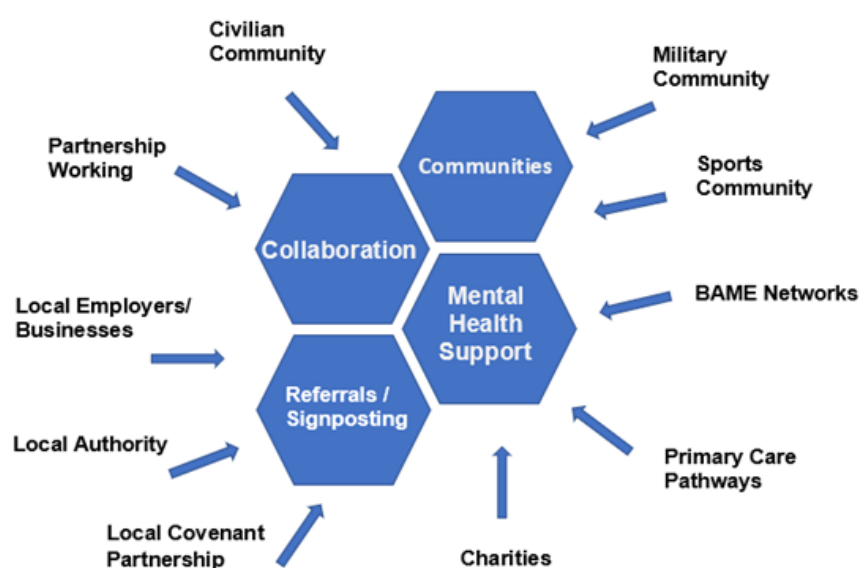 Civilian
Community
Military
Community
Partnership
Working
Communities
Sports
Community
Collaboration
Mental
Health
Support
BAME Networks
Local Employers/
Businesses
Referrals /
Signposting
Local Authority
Primary Care
Pathways
Local Covenant
Partnership
Charities